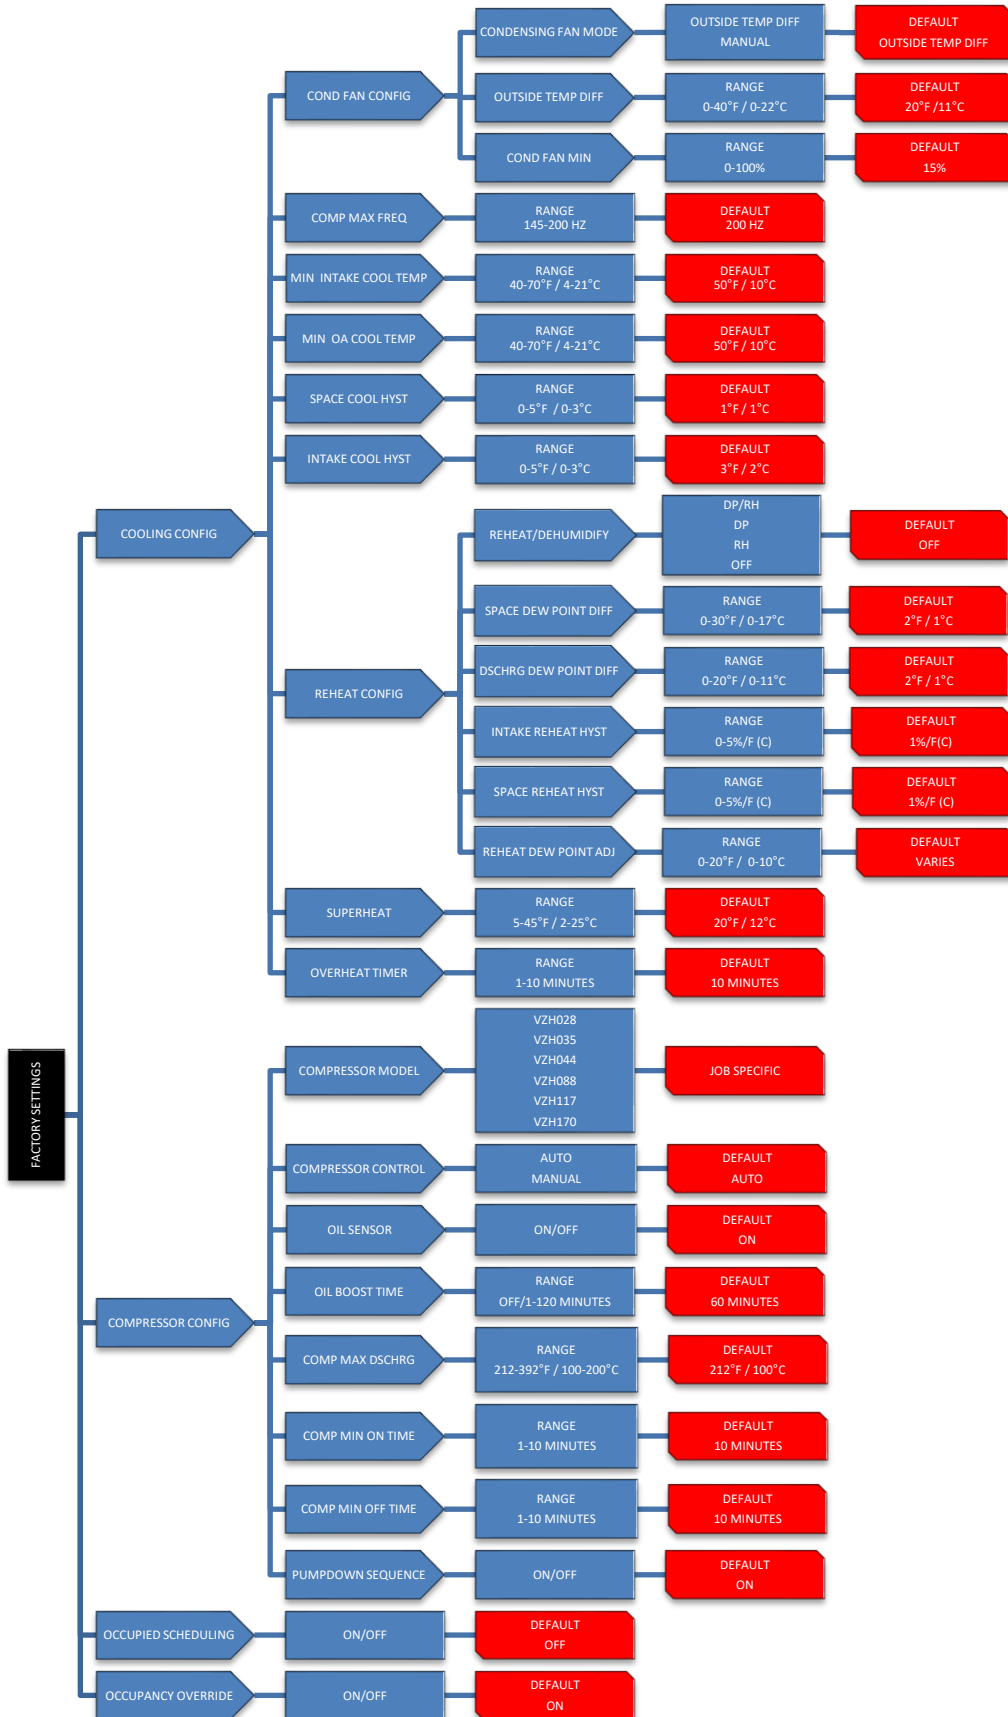 FACTORY SETTINGS
COOLING CONFIG
COND FAN CONFIG
CONDENSING FAN MODE
OUTSIDE TEMP DIFF
MANUAL
DEFAULT
OUTSIDE TEMP DIFF
OUTSIDE TEMP DIFF
RANGE
0-40°F / 0-22°C
DEFAULT
20°F /11°C
COND FAN MIN
RANGE
0-100%
DEFAULT
15%
COMP MAX FREQ
RANGE
145-200 HZ
DEFAULT
200 HZ
MIN INTAKE COOL TEMP
RANGE
40-70°F / 4-21°C
DEFAULT
50°F / 10°C
MIN OA COOL TEMP
RANGE
40-70°F / 4-21°C
DEFAULT
50°F / 10°C
SPACE COOL HYST
RANGE
0-5°F / 0-3°C
DEFAULT
1°F / 1°C
INTAKE COOL HYST
RANGE
0-5°F / 0-3°C
DEFAULT
3°F / 2°C
REHEAT CONFIG
REHEAT/DEHUMIDIFY
DP/RH
DP
RH
OFF
DEFAULT
OFF
SPACE DEW POINT DIFF
RANGE
0-30°F / 0-17°C
DEFAULT
2°F / 1°C
DSCHRG DEW POINT DIFF
RANGE
0-20°F / 0-11°C
DEFAULT
2°F / 1°C
INTAKE REHEAT HYST
RANGE
0-5%/F (C)
DEFAULT
1%/F(C)
SPACE REHEAT HYST
RANGE
0-5%/F (C)
DEFAULT
1%/F (C)
REHEAT DEW POINT ADJ
RANGE
0-20°F / 0-10°C
DEFAULT
VARIES
SUPERHEAT
RANGE
5-45°F / 2-25°C
DEFAULT
20°F / 12°C
OVERHEAT TIMER
RANGE
1-10 MINUTES
DEFAULT
10 MINUTES
COMPRESSOR CONFIG
COMPRESSOR MODEL
VZH028
VZH035
VZH044
VZH088
VZH117
VZH170
JOB SPECIFIC
COMPRESSOR CONTROL
AUTO
MANUAL
DEFAULT
AUTO
OIL SENSOR
ON/OFF
DEFAULT
ON
OIL BOOST TIME
RANGE
OFF/1-120 MINUTES
DEFAULT
60 MINUTES
COMP MAX DSCHRG
RANGE
212-392°F / 100-200°C
DEFAULT
212°F / 100°C
COMP MIN ON TIME
RANGE
1-10 MINUTES
DEFAULT
10 MINUTES
COMP MIN OFF TIME
RANGE
1-10 MINUTES
DEFAULT
10 MINUTES
PUMPDOWN SEQUENCE
ON/OFF
DEFAULT
ON
OCCUPIED SCHEDULING
ON/OFF
DEFAULT
OFF
OCCUPANCY OVERRIDE
ON/OFF
DEFAULT
ON